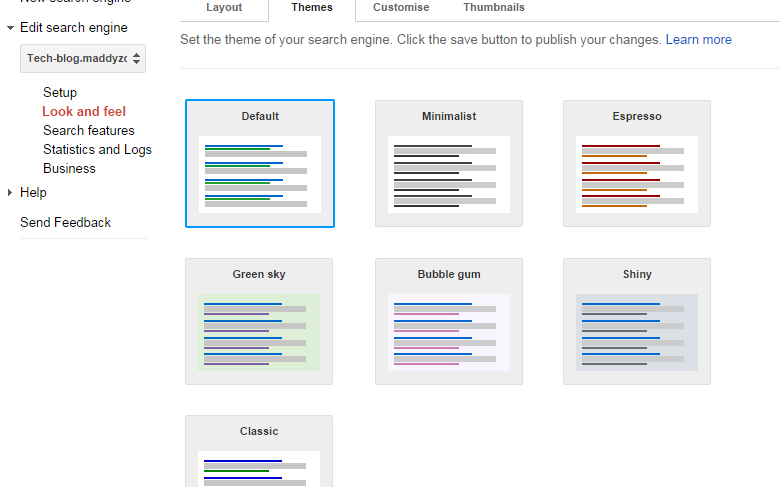 New search engine
Edit search engine
Tech-blog.maddyzo
Setup
Look and feel
Search features
Statistics and Logs
Business
Help
Send Feedback
Layout
Themes
Customise
Thumbnails
Set the theme of your search engine. Click the save button to publish your changes. Learn more
Default
Minimalist
Espresso
Green sky
Bubble gum
Shiny
Classic